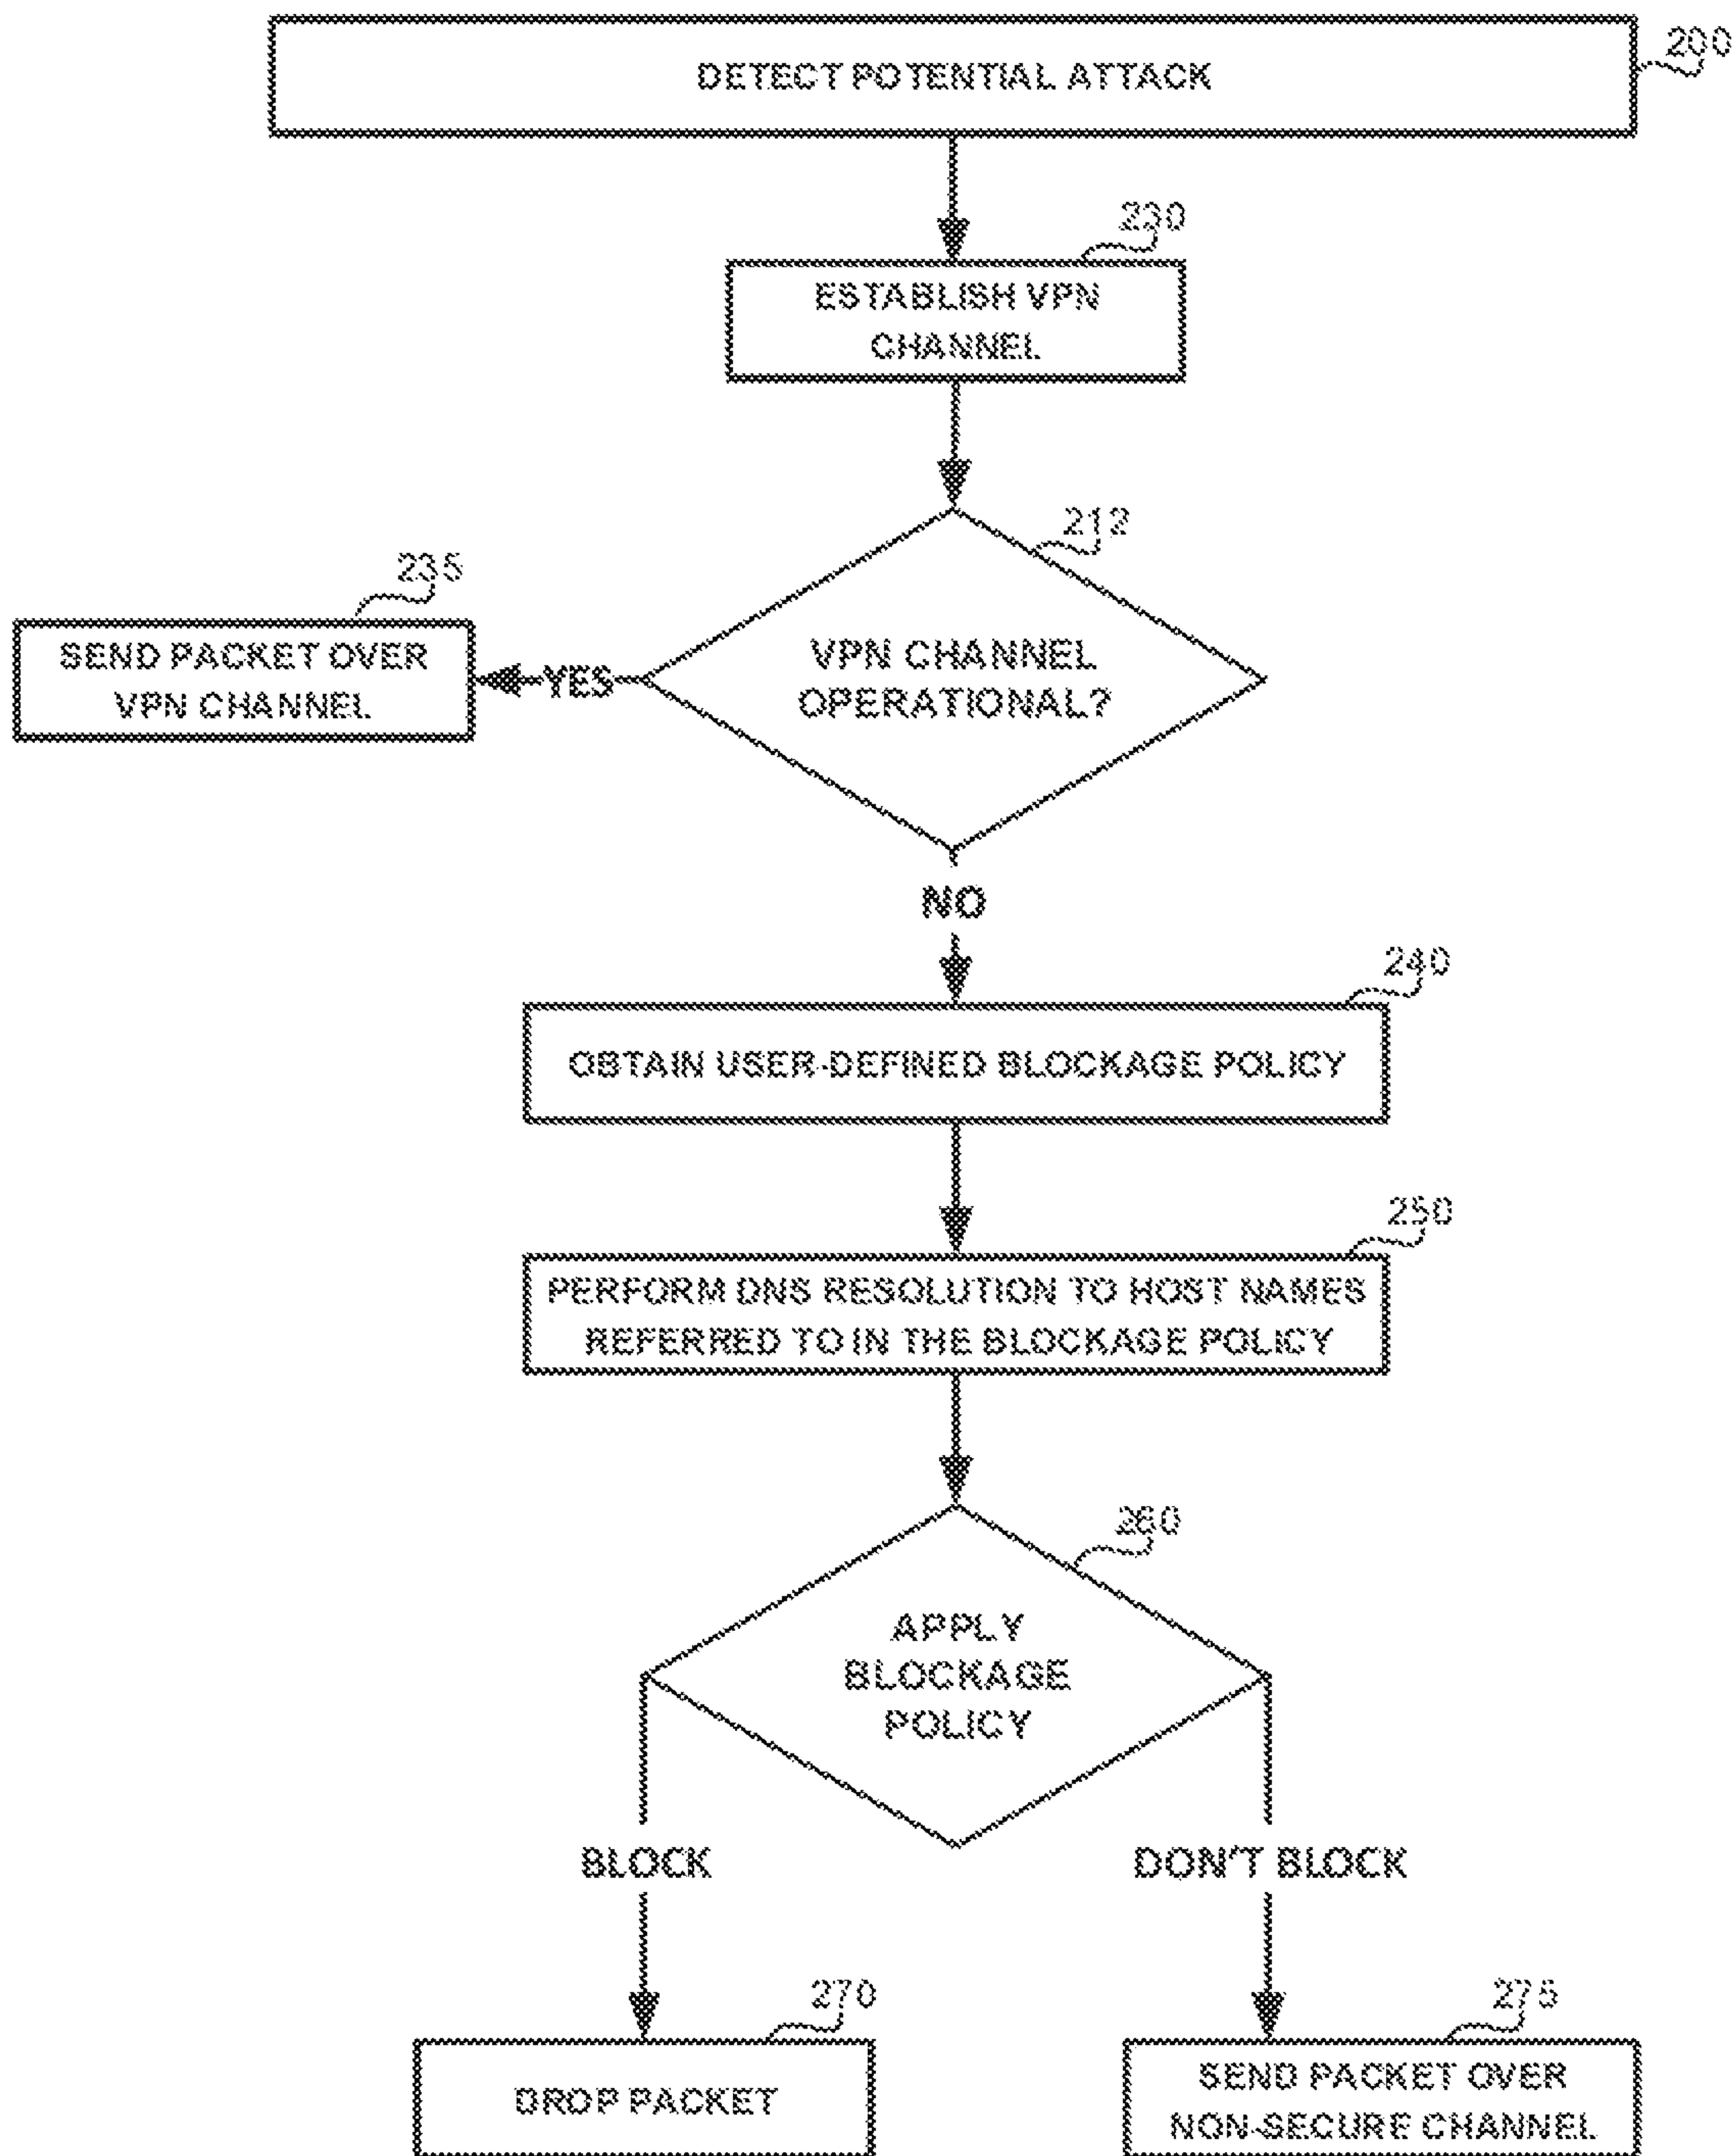 200
DETECT POTENTIAL ATTACK
230
ESTABLISH VPN
CHANNEL
212
VPN CHANNEL
OPERATIONAL?
YES
235
SEND PACKET OVER
VPN CHANNEL
NO
240
OBTAIN USER-DEFINED BLOCKAGE POLICY
250
PERFORM DNS RESOLUTION TO HOST NAMES
REFERRED TO IN THE BLOCKAGE POLICY
260
APPLY
BLOCKAGE
POLICY
BLOCK
DON'T BLOCK
270
DROP PACKET
275
SEND PACKET OVER
NON-SECURE CHANNEL